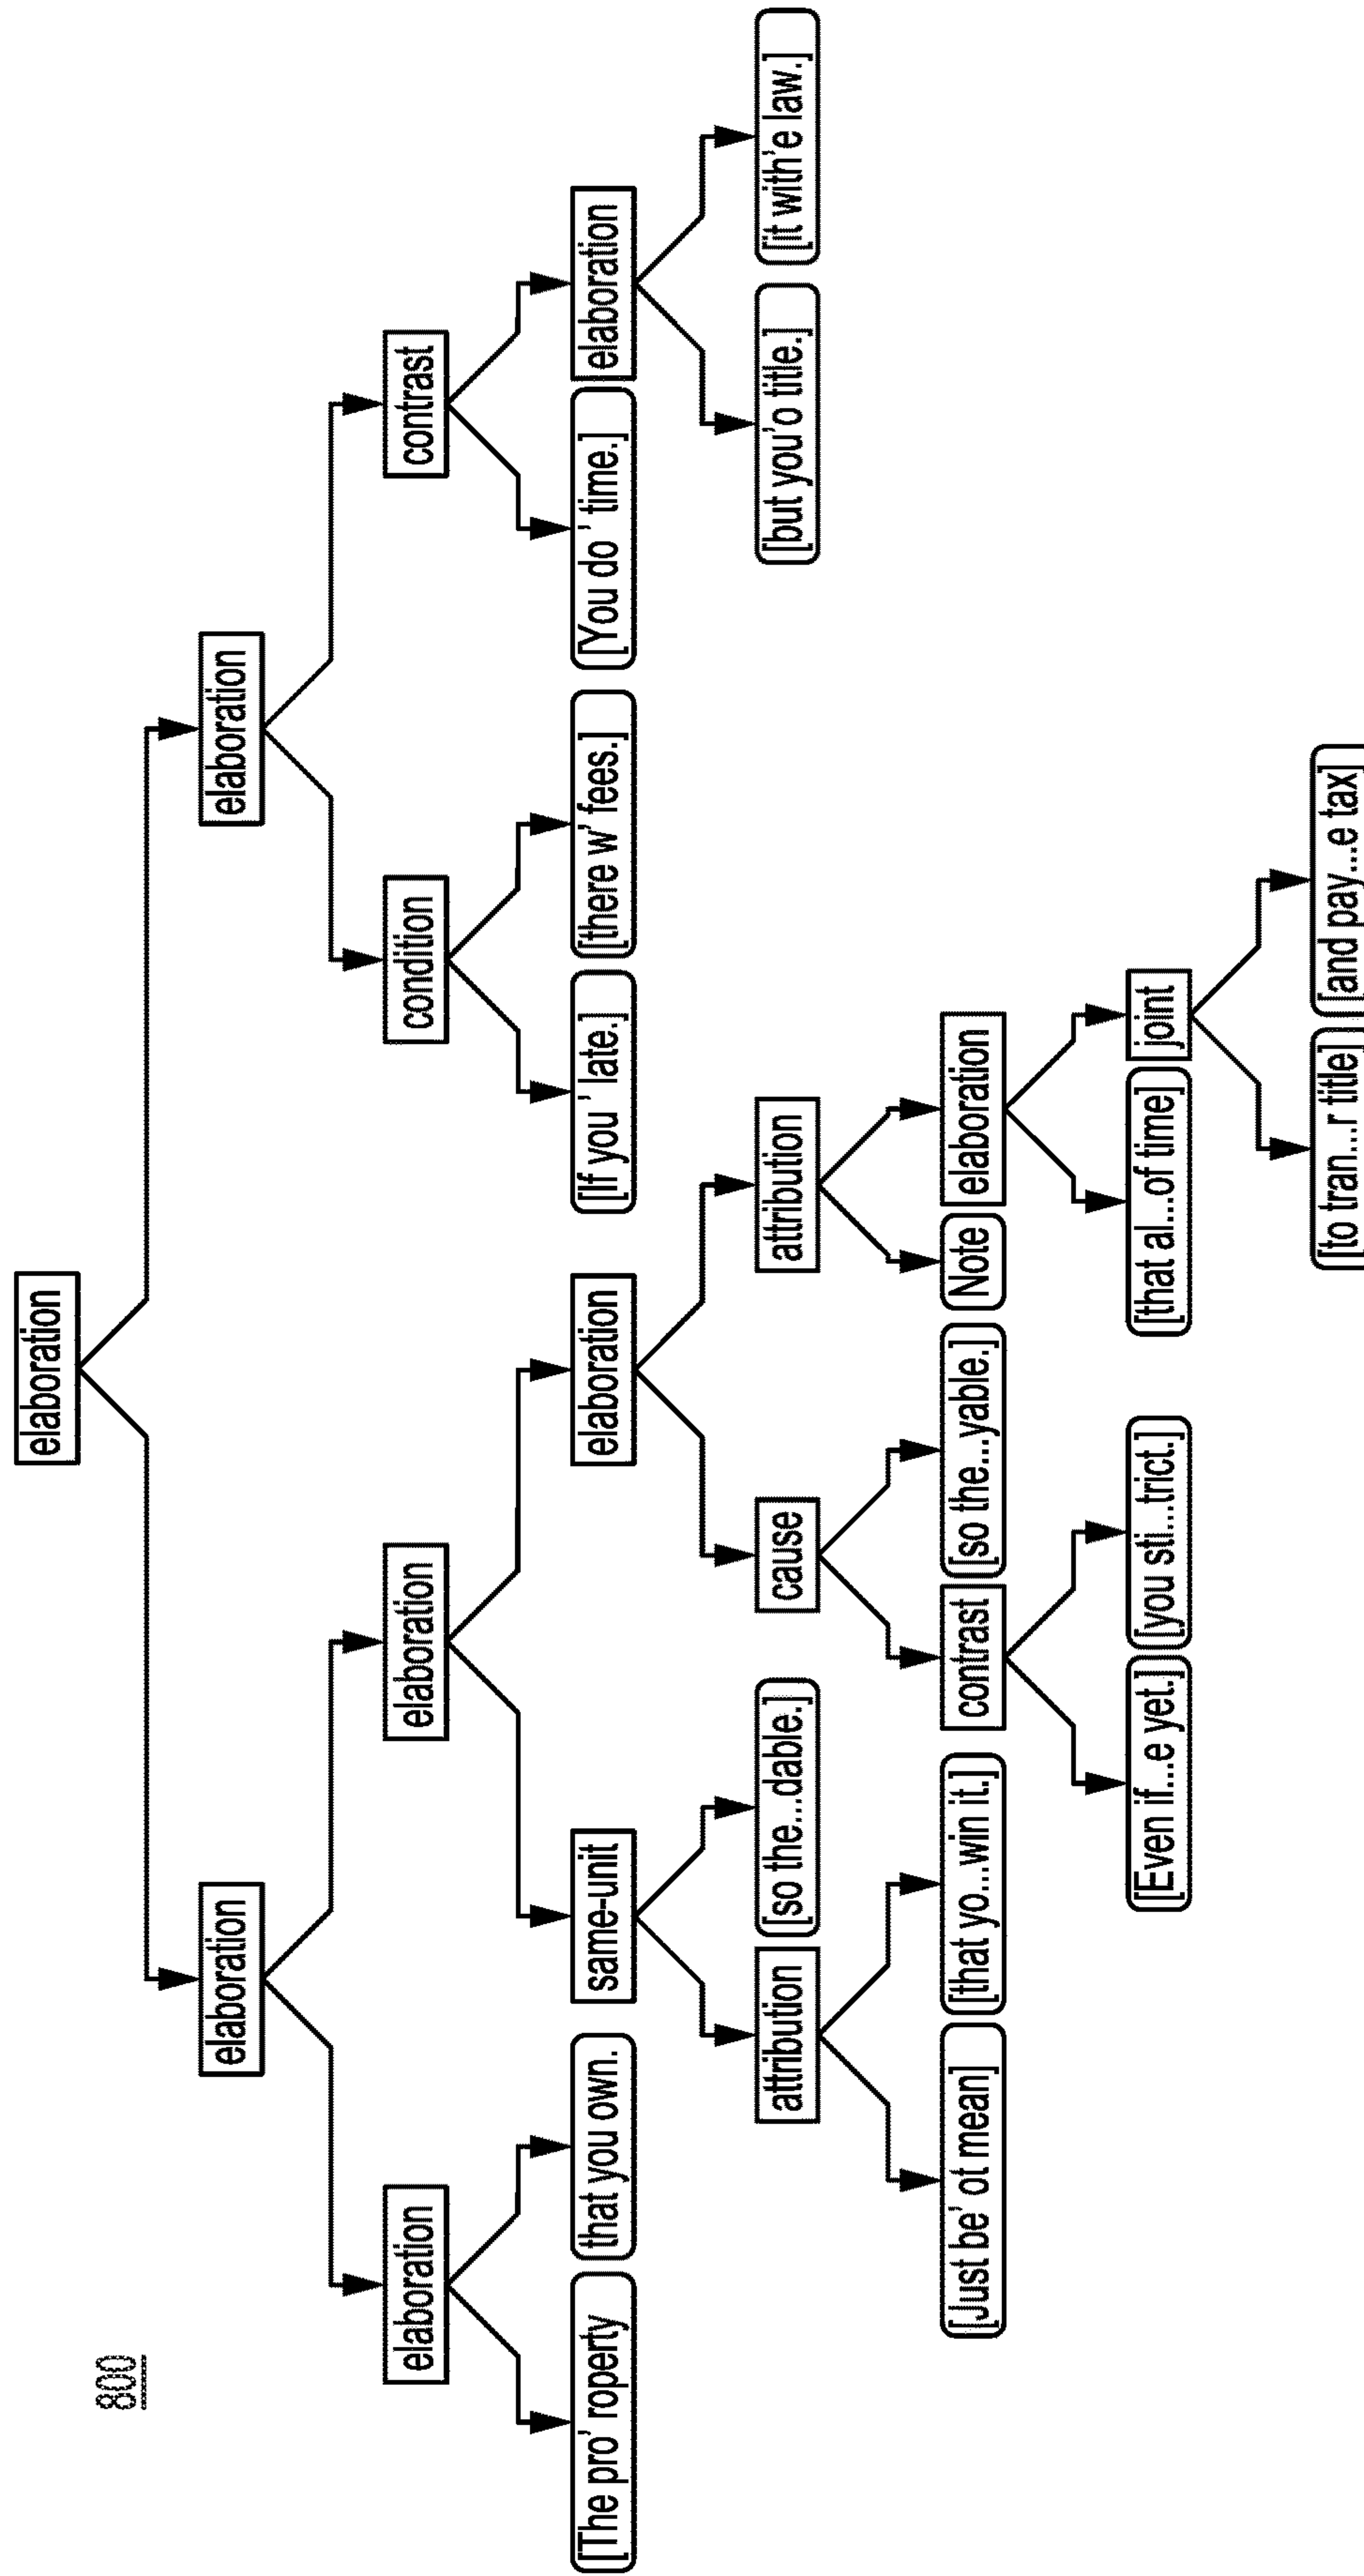 elaboration
800
elaboration
elaboration
elaboration
elaboration
condition
contrast
[The pro' roperty
that you own.
same-unit
elaboration
[If you ' late.]
[there w' fees.]
[You do ' time.]
elaboration
attribution
[so the...dable.]
cause
attribution
[but you'o title.]
[it with'e law.]
[Just be' ot mean]
[that yo...win it.]
contrast
[so the...yable.]
Note
elaboration
[Even if...e yet.]
[you sti...trict.]
[that al...of time]
joint
[to tran...r title]
[and pay...e tax]